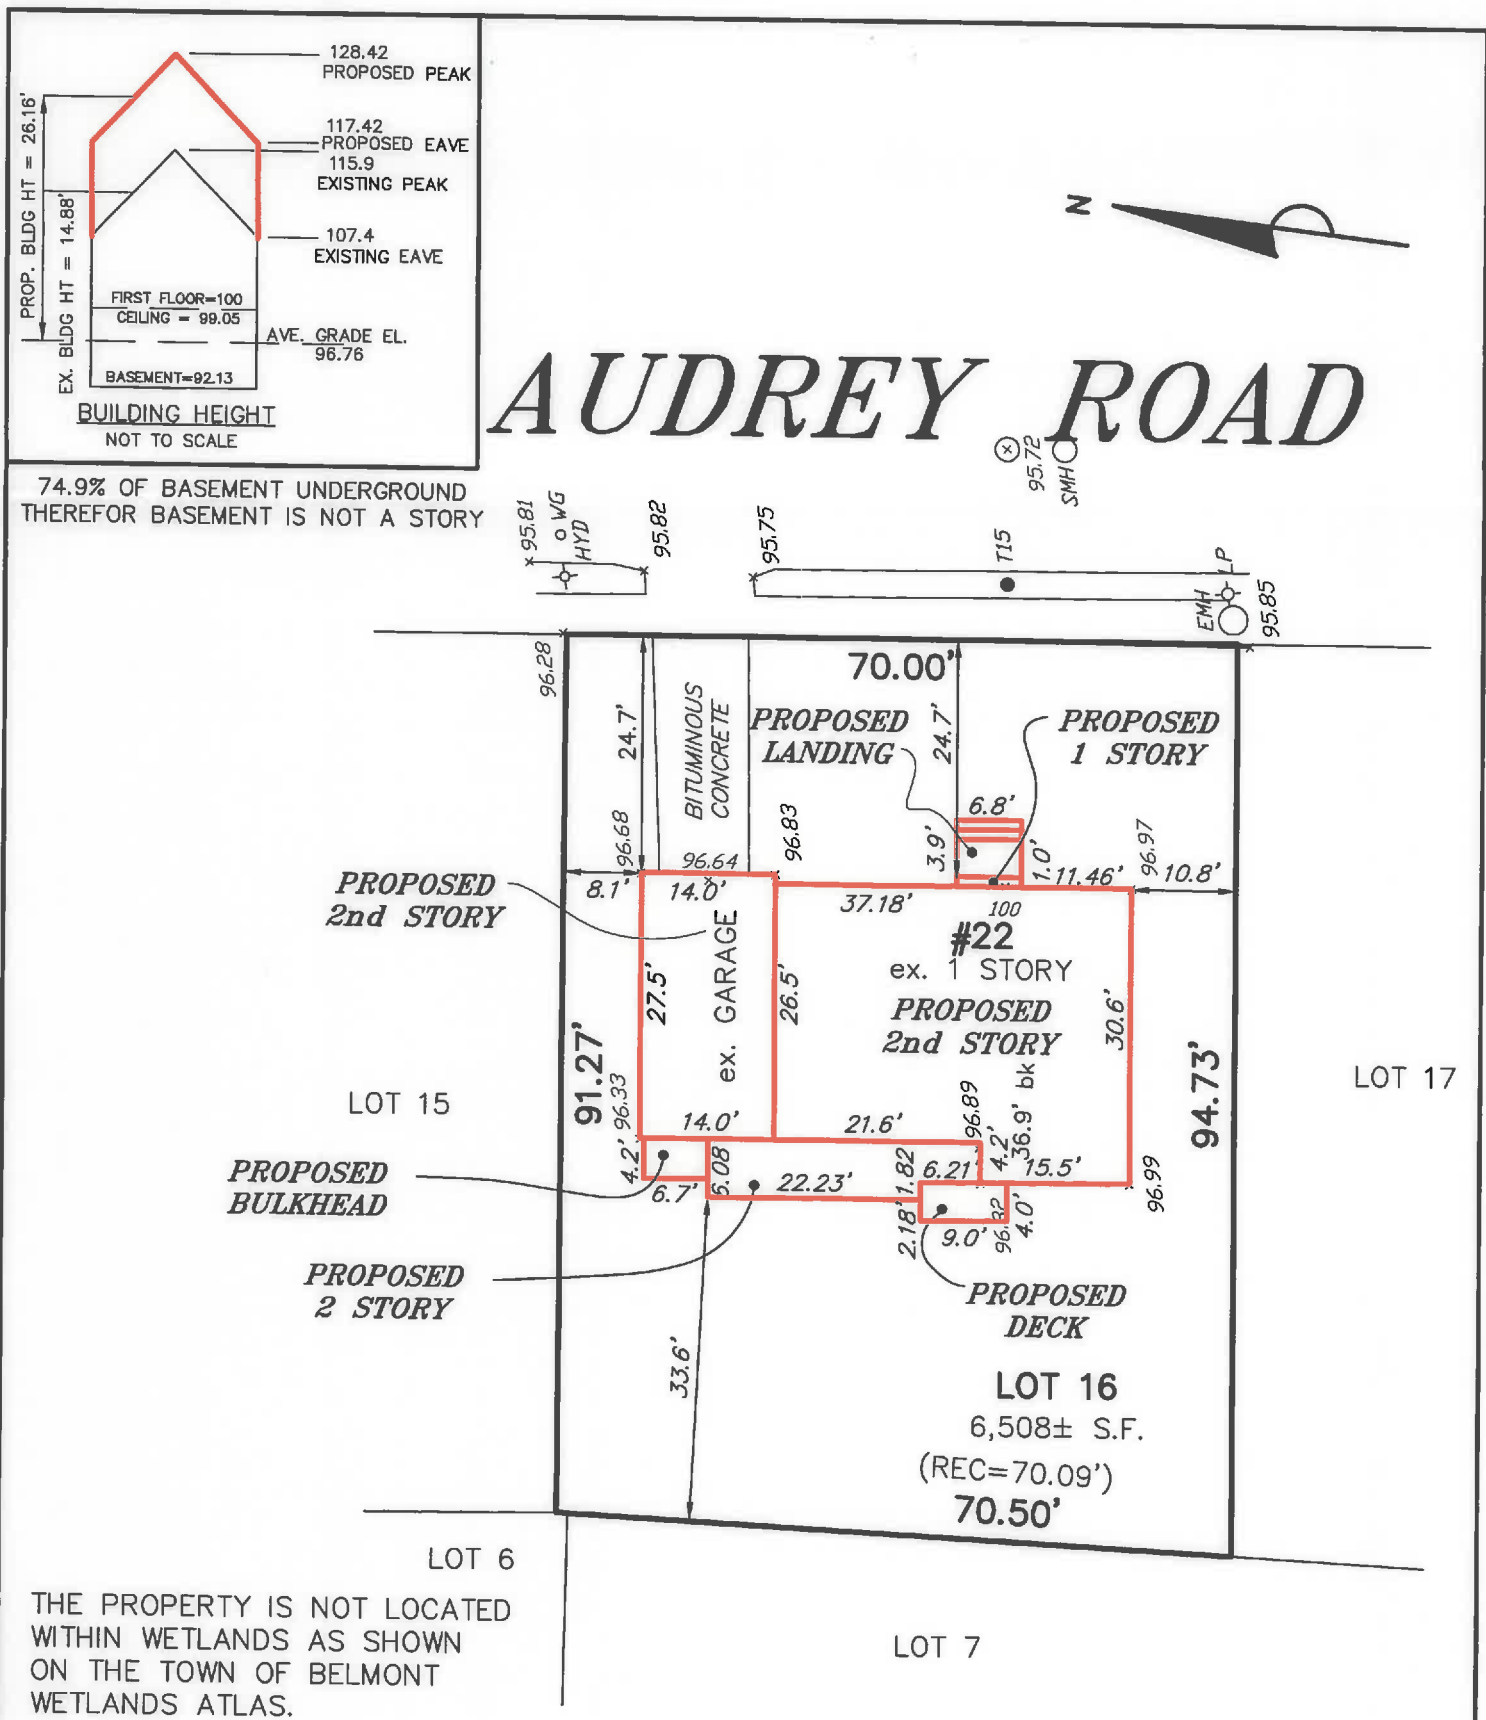 128.42
PROPOSED PEAK
117.42
PROPOSED EAVE
115.9
EXISTING PEAK
107.4
EXISTING EAVE
PROP. BLDG HT = 26.16'
EX. BLDG HT = 14.88'
FIRST FLOOR=100
CEILING = 99.05
AVE. GRADE EL.
96.76
BASEMENT=92.13
BUILDING HEIGHT
NOT TO SCALE
74.9% OF BASEMENT UNDERGROUND
THEREFOR BASEMENT IS NOT A STORY
N
AUDREY ROAD
95.72
SMH
95.81
WG
HYD
95.82
95.75
T15
LP
EMH
95.85
96.28
70.00'
24.7'
BITUMINOUS
CONCRETE
PROPOSED
LANDING
24.7'
PROPOSED
1 STORY
6.8'
3.9'
1.0'
96.68
96.64
96.83
96.97
8.1'
14.0'
37.18'
11.46'
10.8'
100
PROPOSED
2nd STORY
#22
ex. 1 STORY
PROPOSED
2nd STORY
ex. GARAGE
27.5'
26.5'
30.6'
91.27'
94.73'
LOT 15
LOT 17
96.33
14.0'
21.6'
96.89
4.2'
36.9' bk
15.5'
96.99
PROPOSED
BULKHEAD
4.2'
6.7'
6.08
22.23'
1.82
6.21'
2.18'
9.0'
96.32
4.0'
PROPOSED
2 STORY
PROPOSED
DECK
33.6'
LOT 16
6,508± S.F.
(REC=70.09')
70.50'
LOT 6
LOT 7
THE PROPERTY IS NOT LOCATED
WITHIN WETLANDS AS SHOWN
ON THE TOWN OF BELMONT
WETLANDS ATLAS.